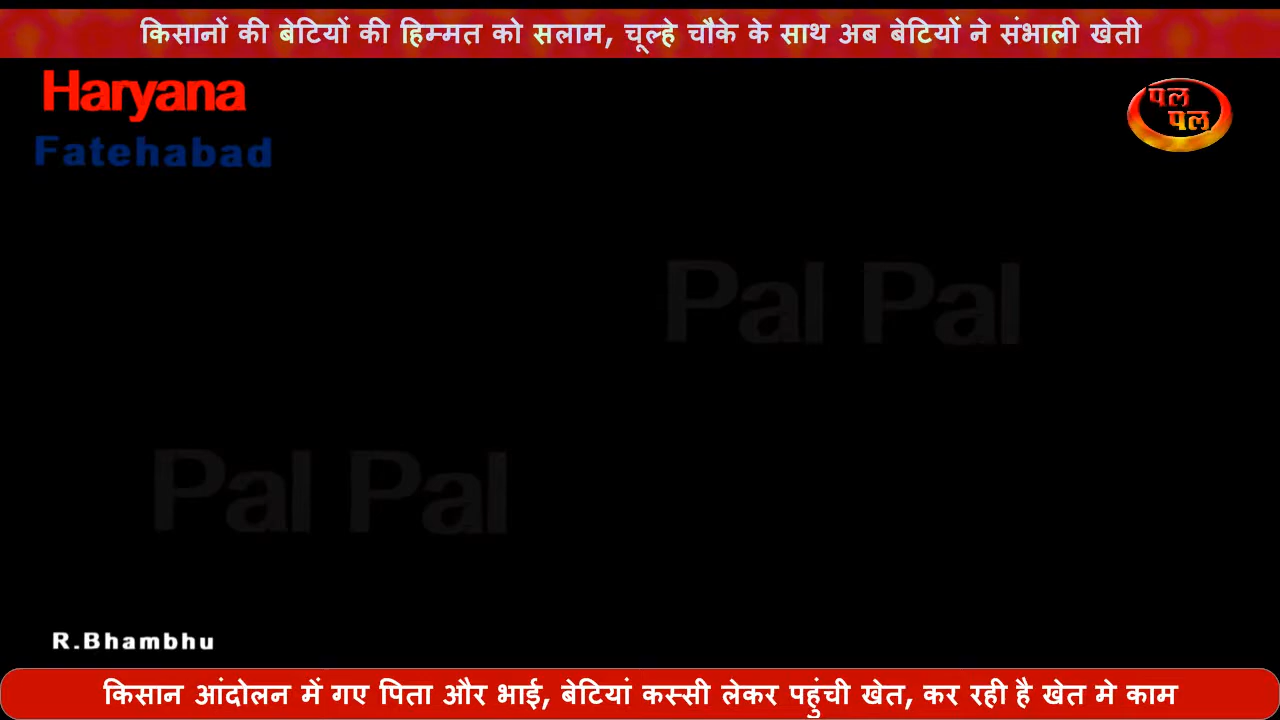 किसानों की बेटियों की हिम्मत को सलाम, चूल्हे चौके के साथ अब बेटियों ने संभाली खेती
Haryana
Fatehabad
पल
पल
Pal Pal
Pal Pal
R.Bhambhu
किसान आंदोलन में गए पिता और भाई, बेटियां कस्सी लेकर पहुंची खेत, कर रही है खेत मे काम